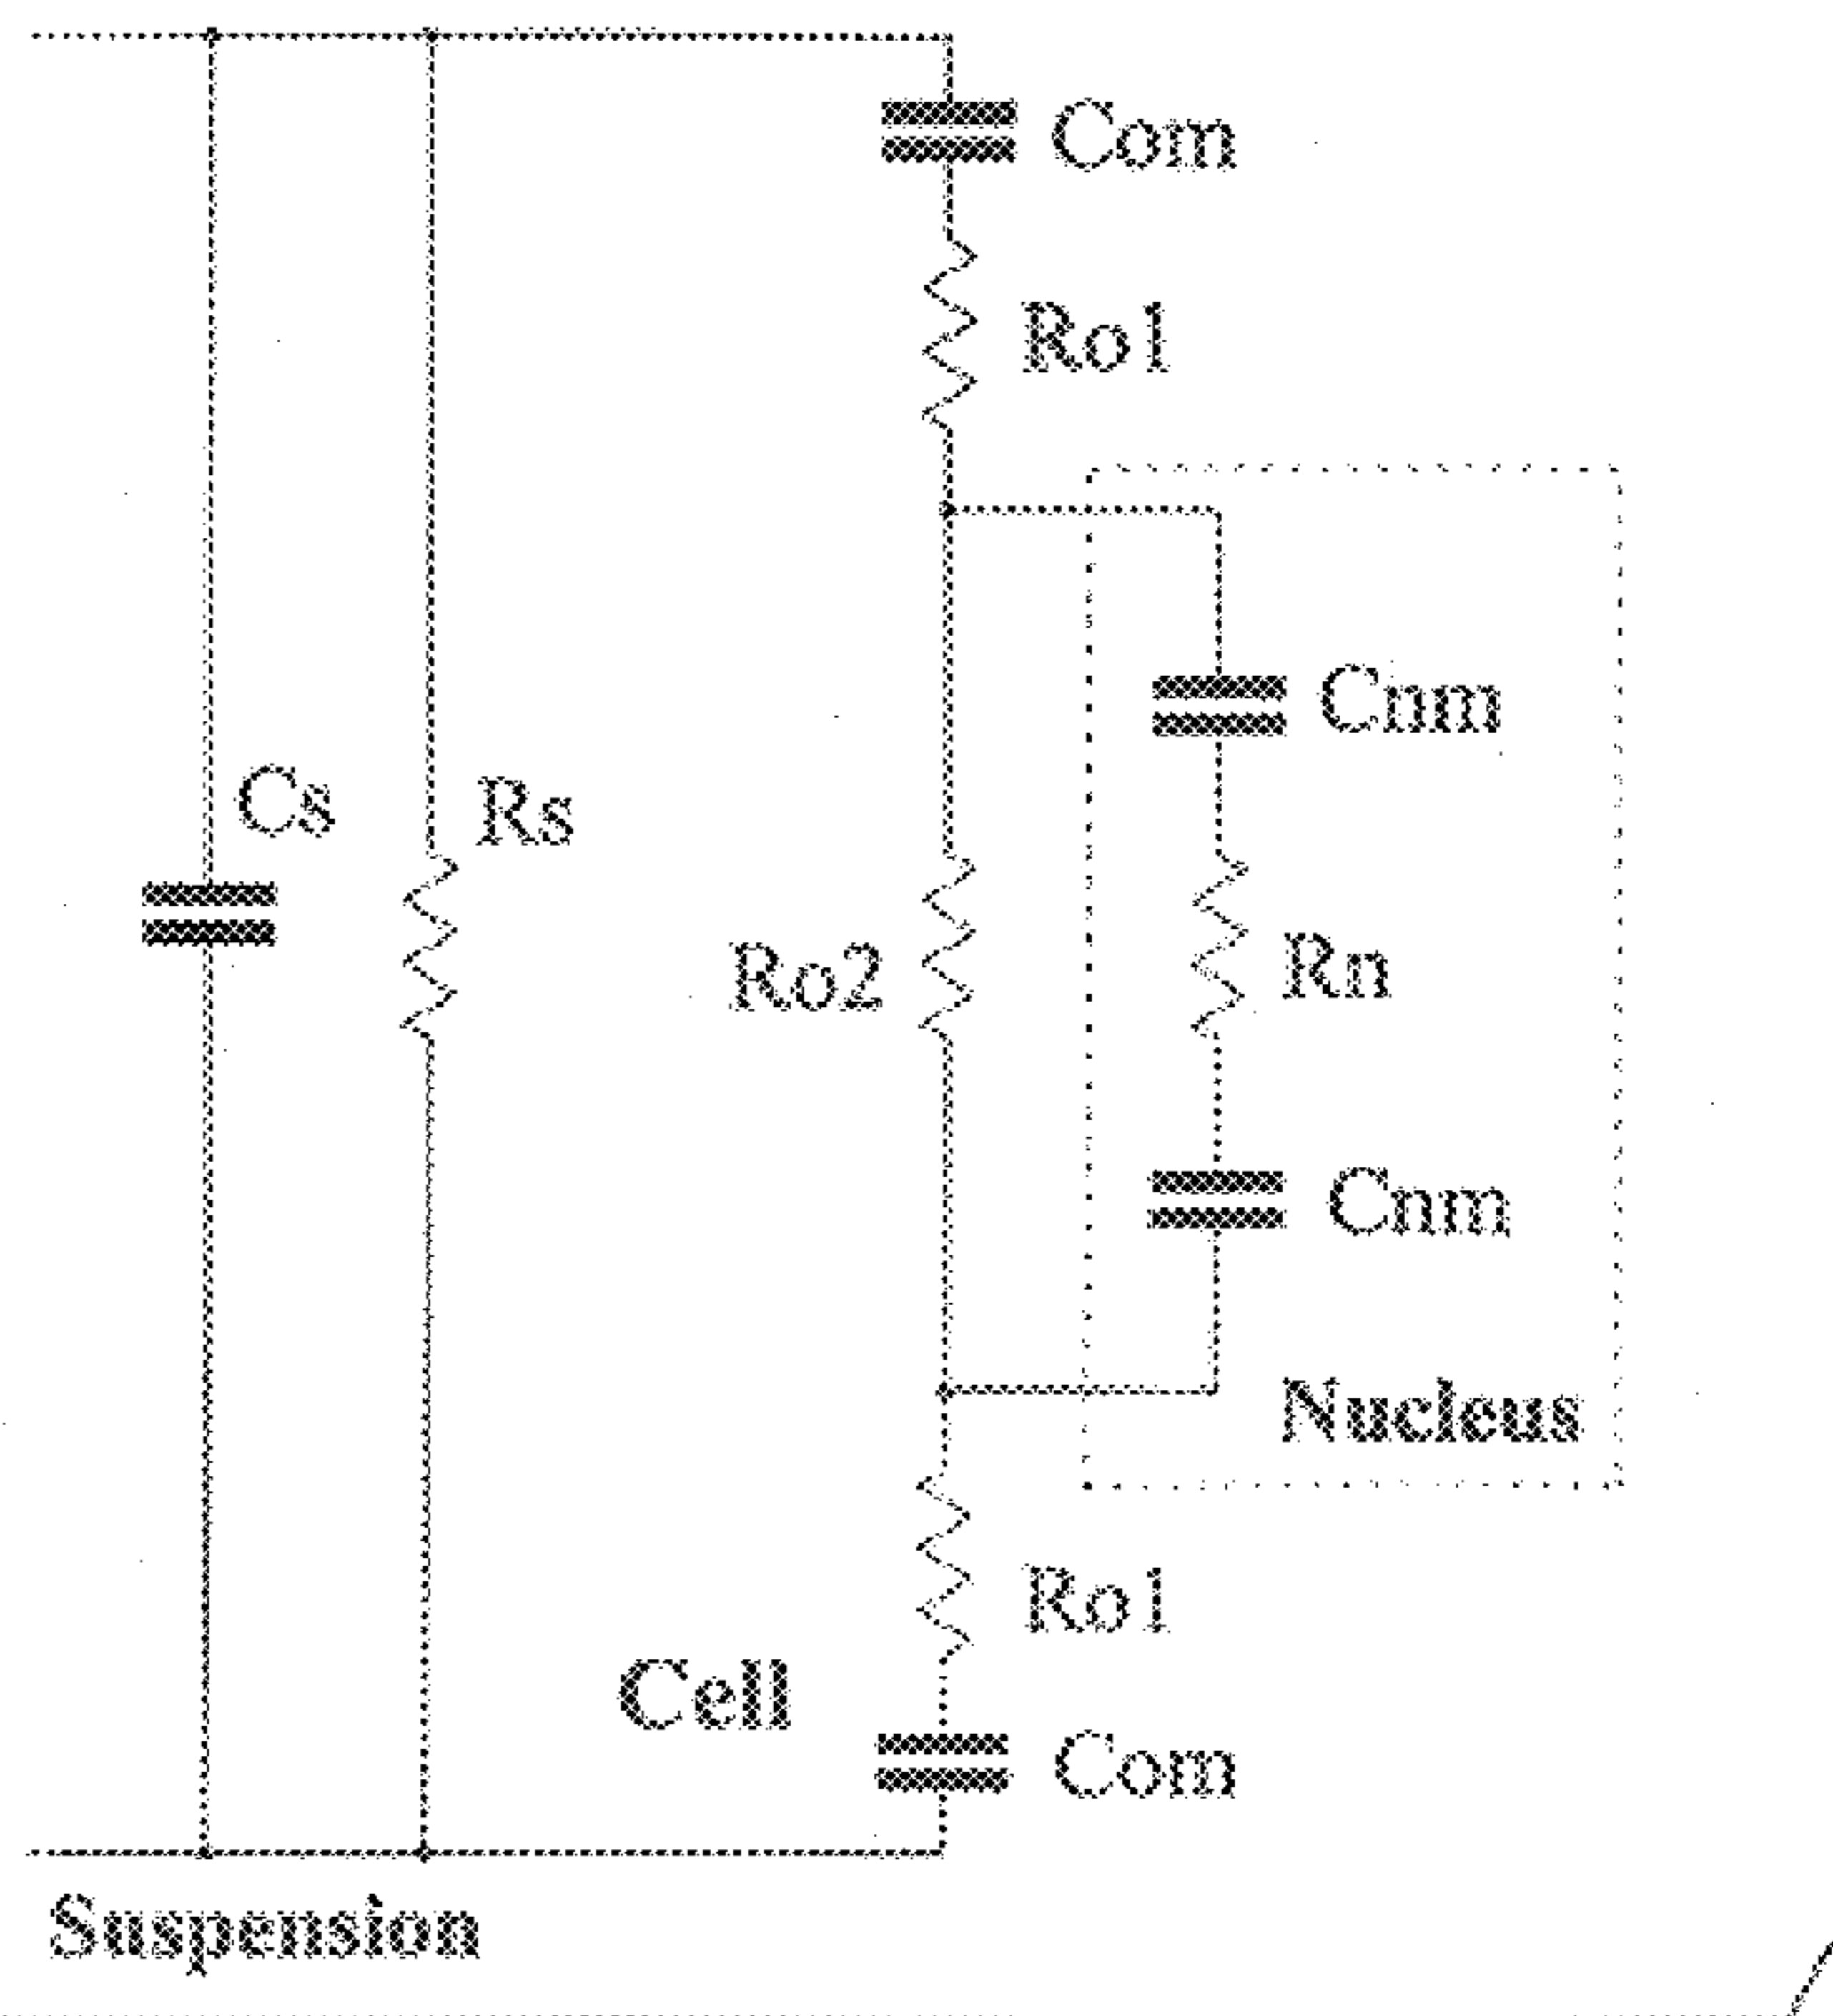 Com
Ro1
Cnm
Cs
Rs
Ro2
Rn
Cnm
Nucleus
Ro1
Cell
Com
Suspension